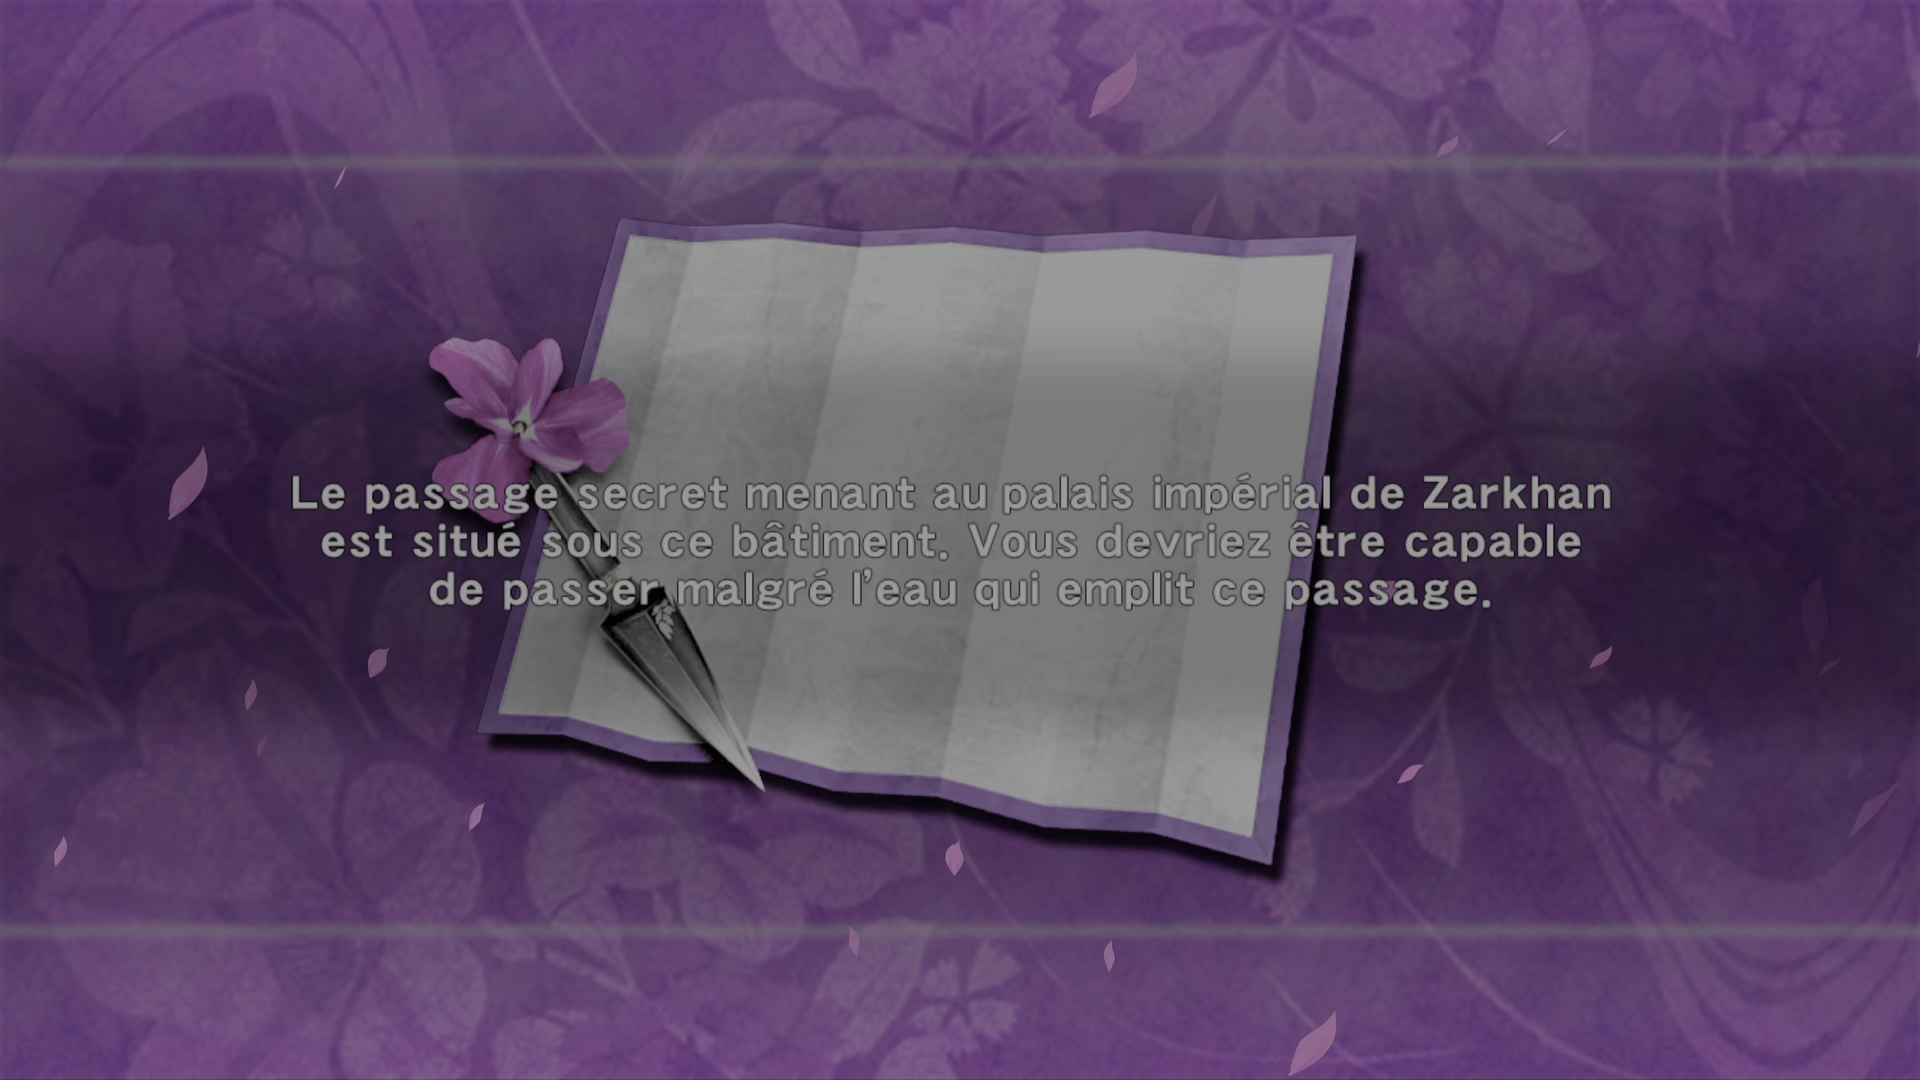 Le passage secret menant au palais impérial de Zarkhan
est situé sous ce bâtiment. Vous devriez être capable
de passer malgré l'eau qui emplit ce passage.